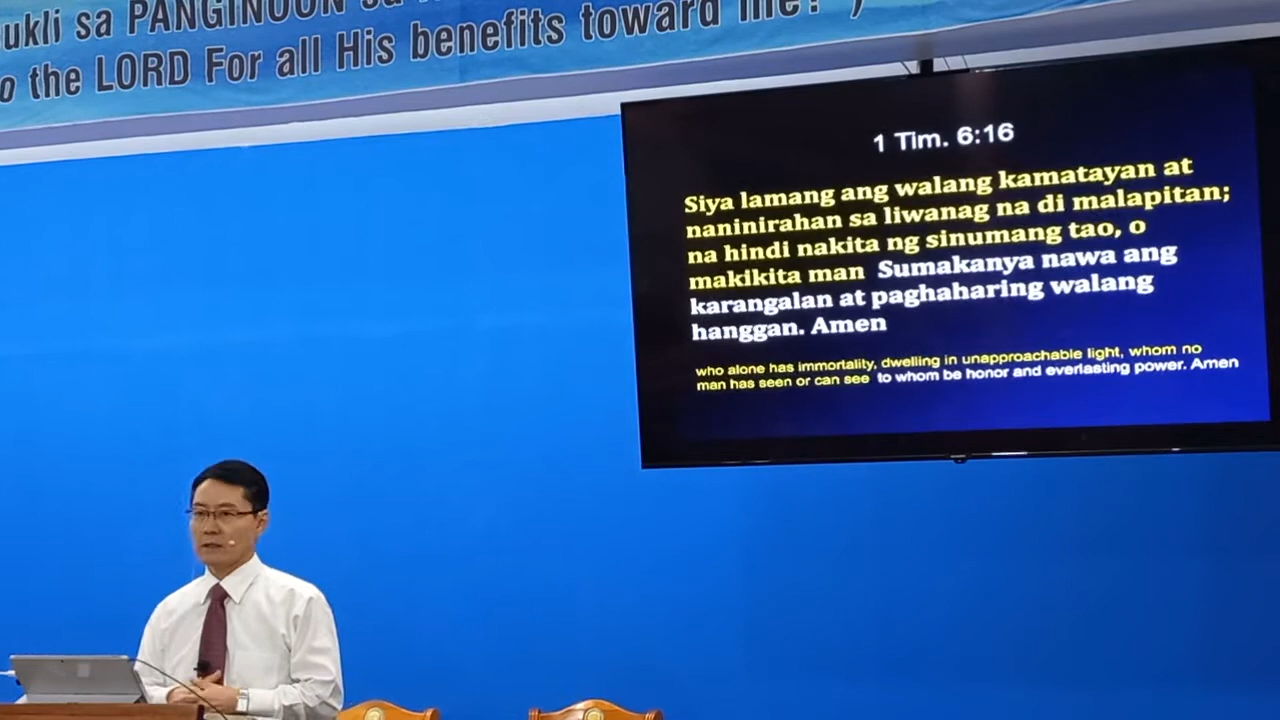 ukli sa PANGINOON sa
o the LORD For all His benefits toward me?")
1 Tim. 6:16
Siya lamang ang walang kamatayan at
naninirahan sa liwanag na di malapitan;
na hindi nakita ng sinumang tao, o
makikita man Sumakanya nawa ang
karangalan at paghaharing walang
hanggan. Amen
who alone has immortality, dwelling in unapproachable light, whom no
man has seen or can see to whom be honor and everlasting power. Amen